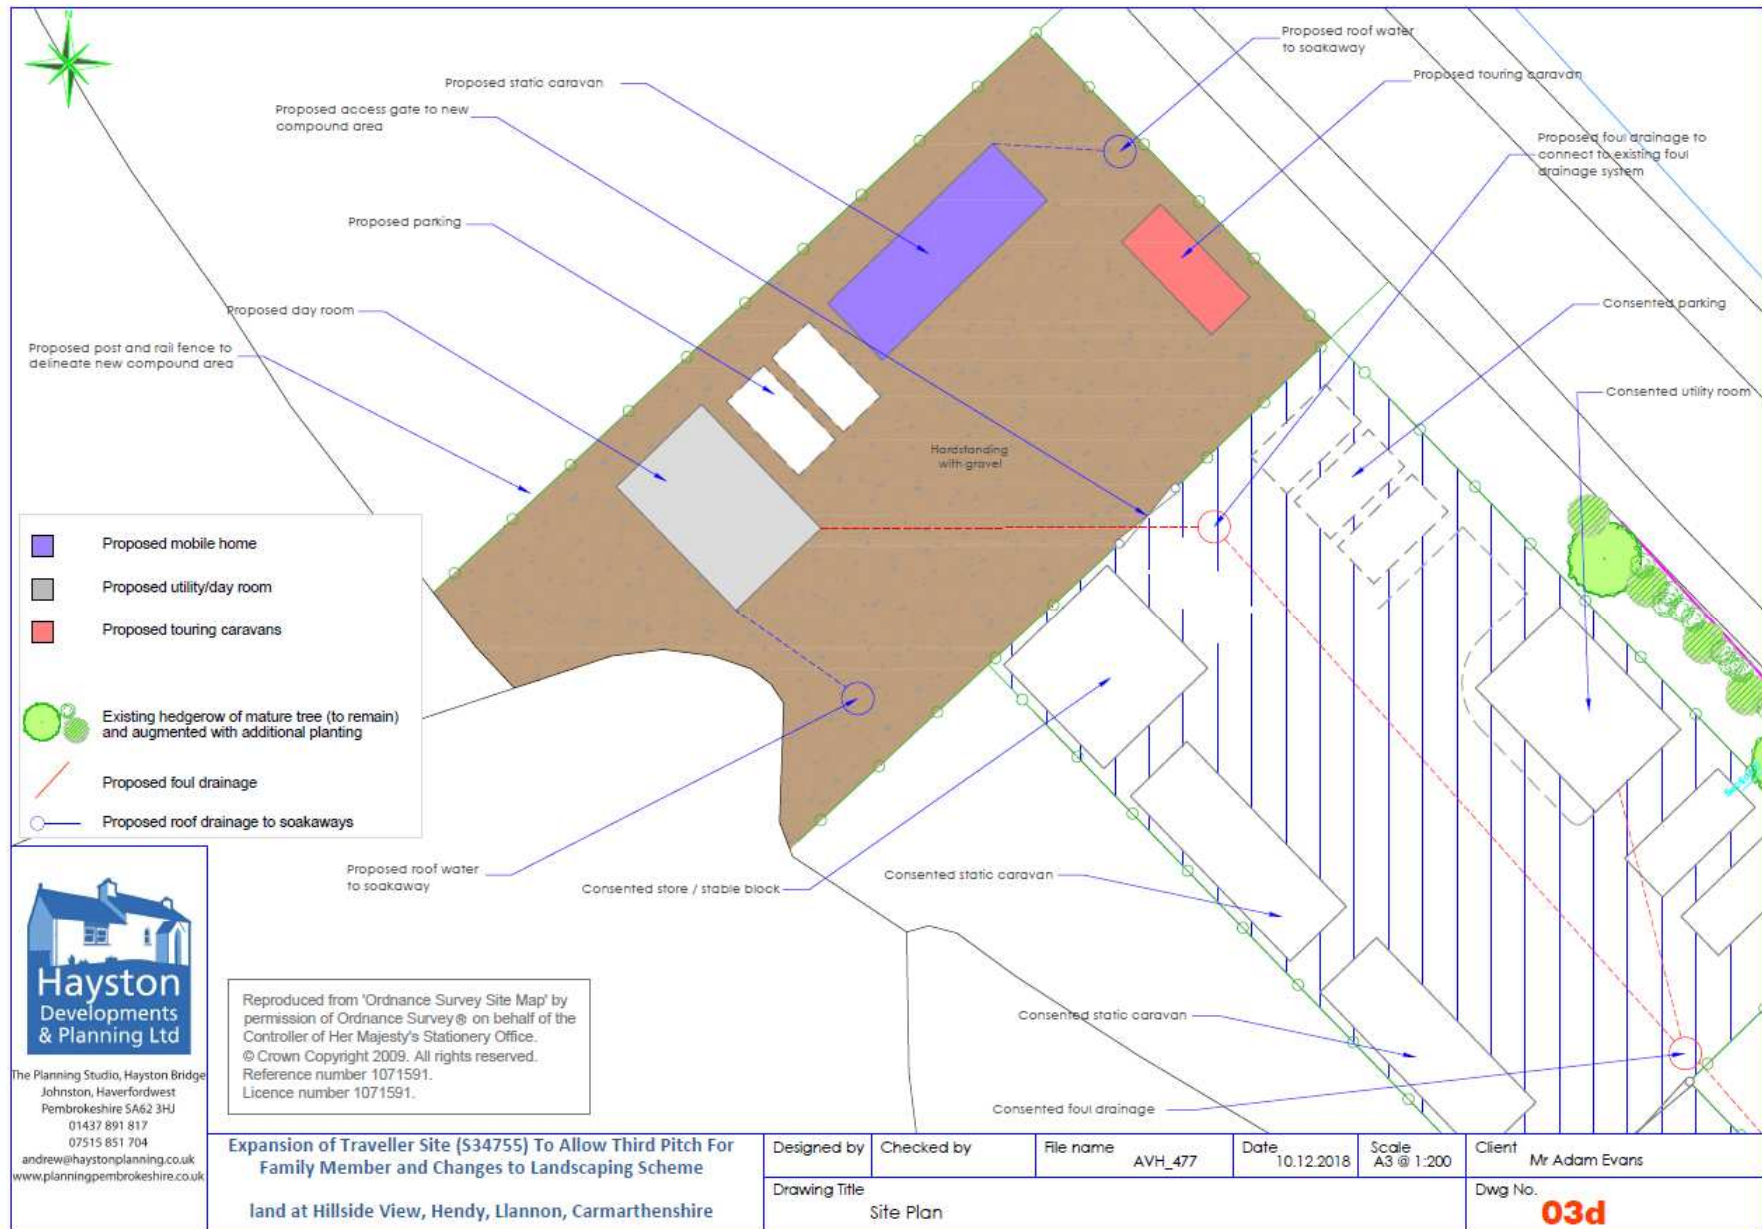 Proposed roof water
to soakaway
Proposed static caravan
Proposed touring caravan
Proposed access gate to new
compound area
Proposed foul drainage to
connect to existing foul
drainage system
Proposed parking
Proposed day room
Consented parking
Proposed post and rail fence to
delineate new compound area
Consented utility room
Hardstanding
with gravel
Proposed mobile home
Proposed utility/day room
Proposed touring caravans
Existing hedgerow of mature tree (to remain)
and augmented with additional planting
Proposed foul drainage
Proposed roof drainage to soakaways
Proposed roof water
to soakaway
Consented store / stable block
Consented static caravan
Consented static caravan
Consented foul drainage
Hayston
Developments
& Planning Ltd
The Planning Studio, Hayston Bridge
Johnston, Haverfordwest
Pembrokeshire SA62 3HJ
01437 891 817
07515 851 704
andrew@haystonplanning.co.uk
www.planningpembrokeshire.co.uk
Reproduced from 'Ordnance Survey Site Map' by
permission of Ordnance Survey® on behalf of the
Controller of Her Majesty's Stationery Office.
© Crown Copyright 2009. All rights reserved.
Reference number 1071591.
Licence number 1071591.
Expansion of Traveller Site (S34755) To Allow Third Pitch For
Family Member and Changes to Landscaping Scheme
land at Hillside View, Hendy, Llannon, Carmarthenshire
Designed by
Checked by
File name
AVH_477
Date
10.12.2018
Scale
A3 @ 1:200
Client
Mr Adam Evans
Drawing Title
Site Plan
Dwg No.
03d